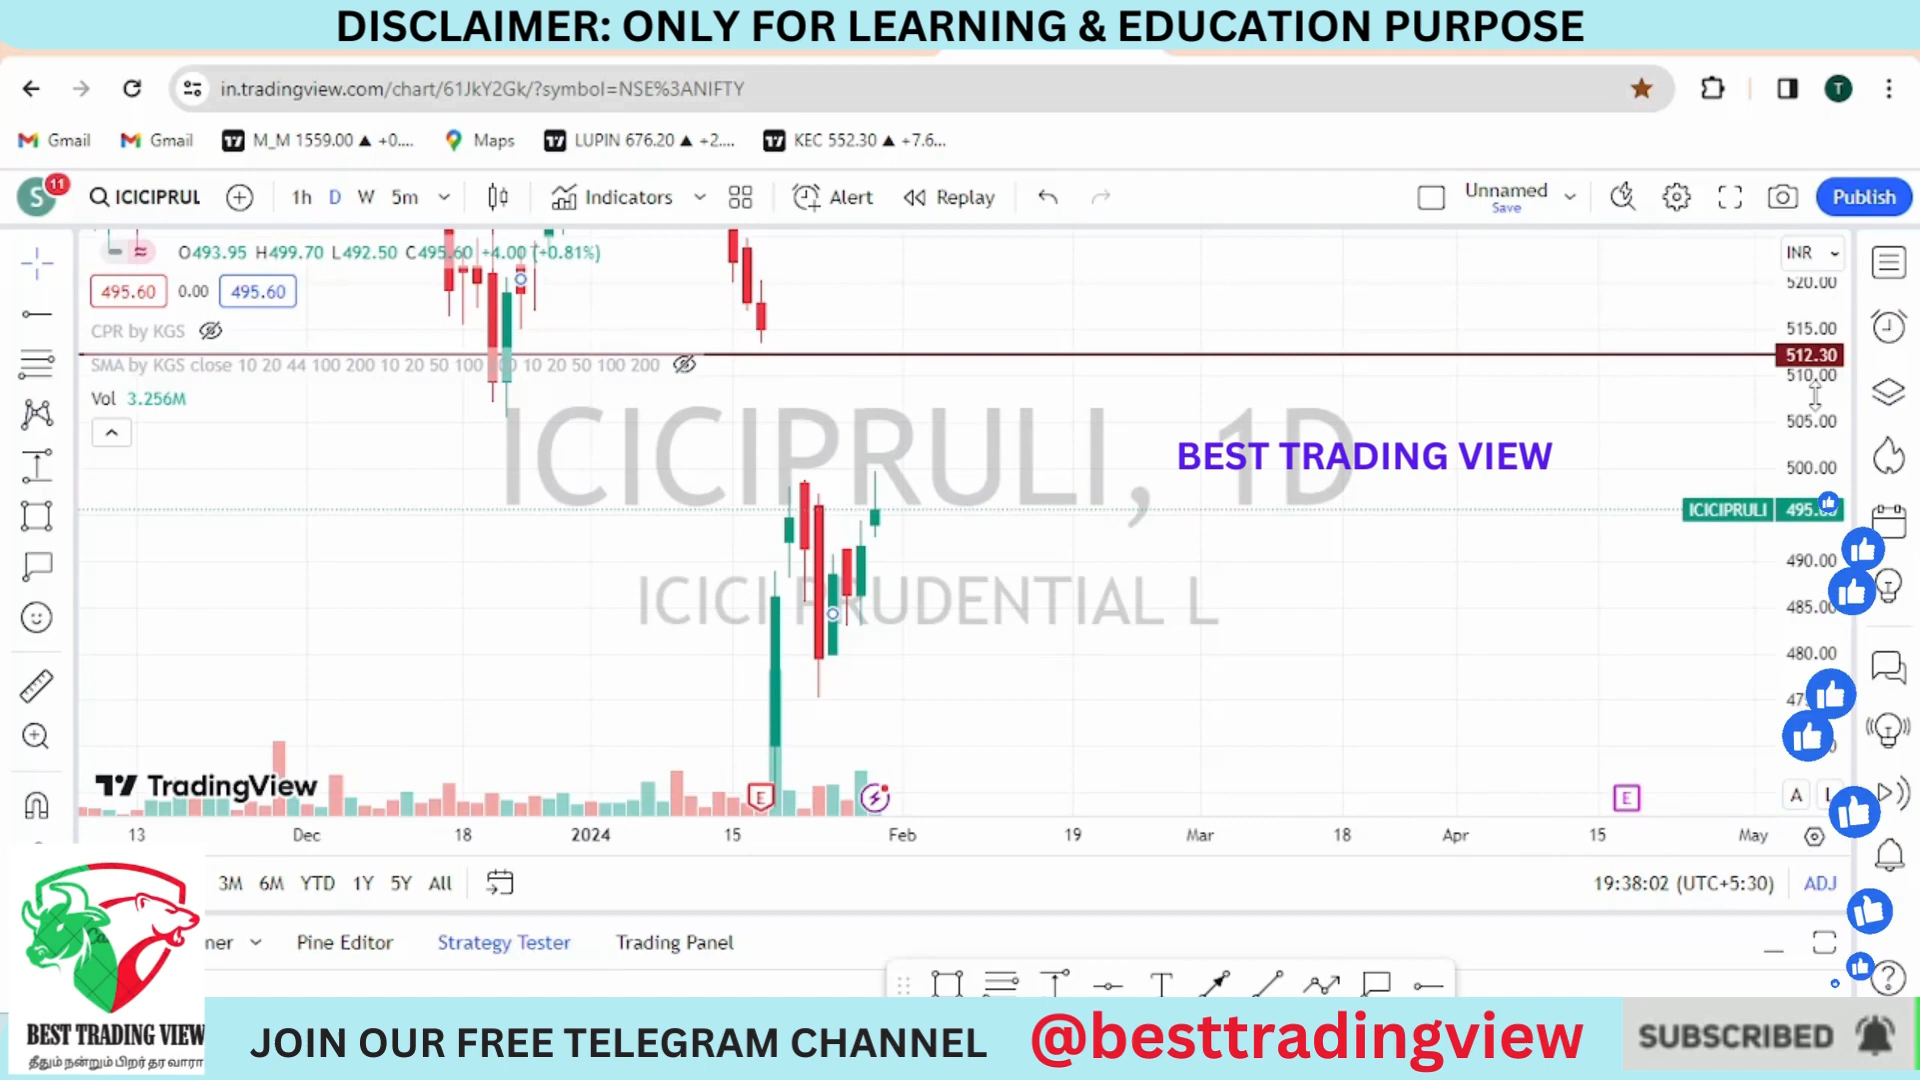 DISCLAIMER: ONLY FOR LEARNING & EDUCATION PURPOSE
in.tradingview.com/chart/61JkY2Gk/?symbol=NSE%3ANIFTY
T
Gmail Gmail M_M 1559.00 ▲ +0.... Maps LUPIN 676.20 ▲ +2.... KEC 552.30 ▲ +7.6...
S 11 ICICIPRUL 1h D W 5m Indicators Alert Replay Unnamed Save Publish
O493.95 H499.70 L492.50 C495.60 +4.00 (+0.81%)
INR
495.60 0.00 495.60
CPR by KGS
SMA by KGS close 10 20 44 100 200 10 20 50 100 10 20 50 100 200
Vol 3.256M
520.00
515.00
512.30
510.00
505.00
500.00
ICICIPRULI, 1D
BEST TRADING VIEW
ICICIPRULI
490.00
485.00
480.00
ICICI PRUDENTIAL L
TradingView
E
E
A L
13 Dec 18 2024 15 Feb 19 Mar 18 Apr 15 May
3M 6M YTD 1Y 5Y All
19:38:02 (UTC+5:30) ADJ
ner Pine Editor Strategy Tester Trading Panel
BEST TRADING VIEW
தீதும் நன்றும் பிறர் தர வாரா
JOIN OUR FREE TELEGRAM CHANNEL @besttradingview SUBSCRIBED